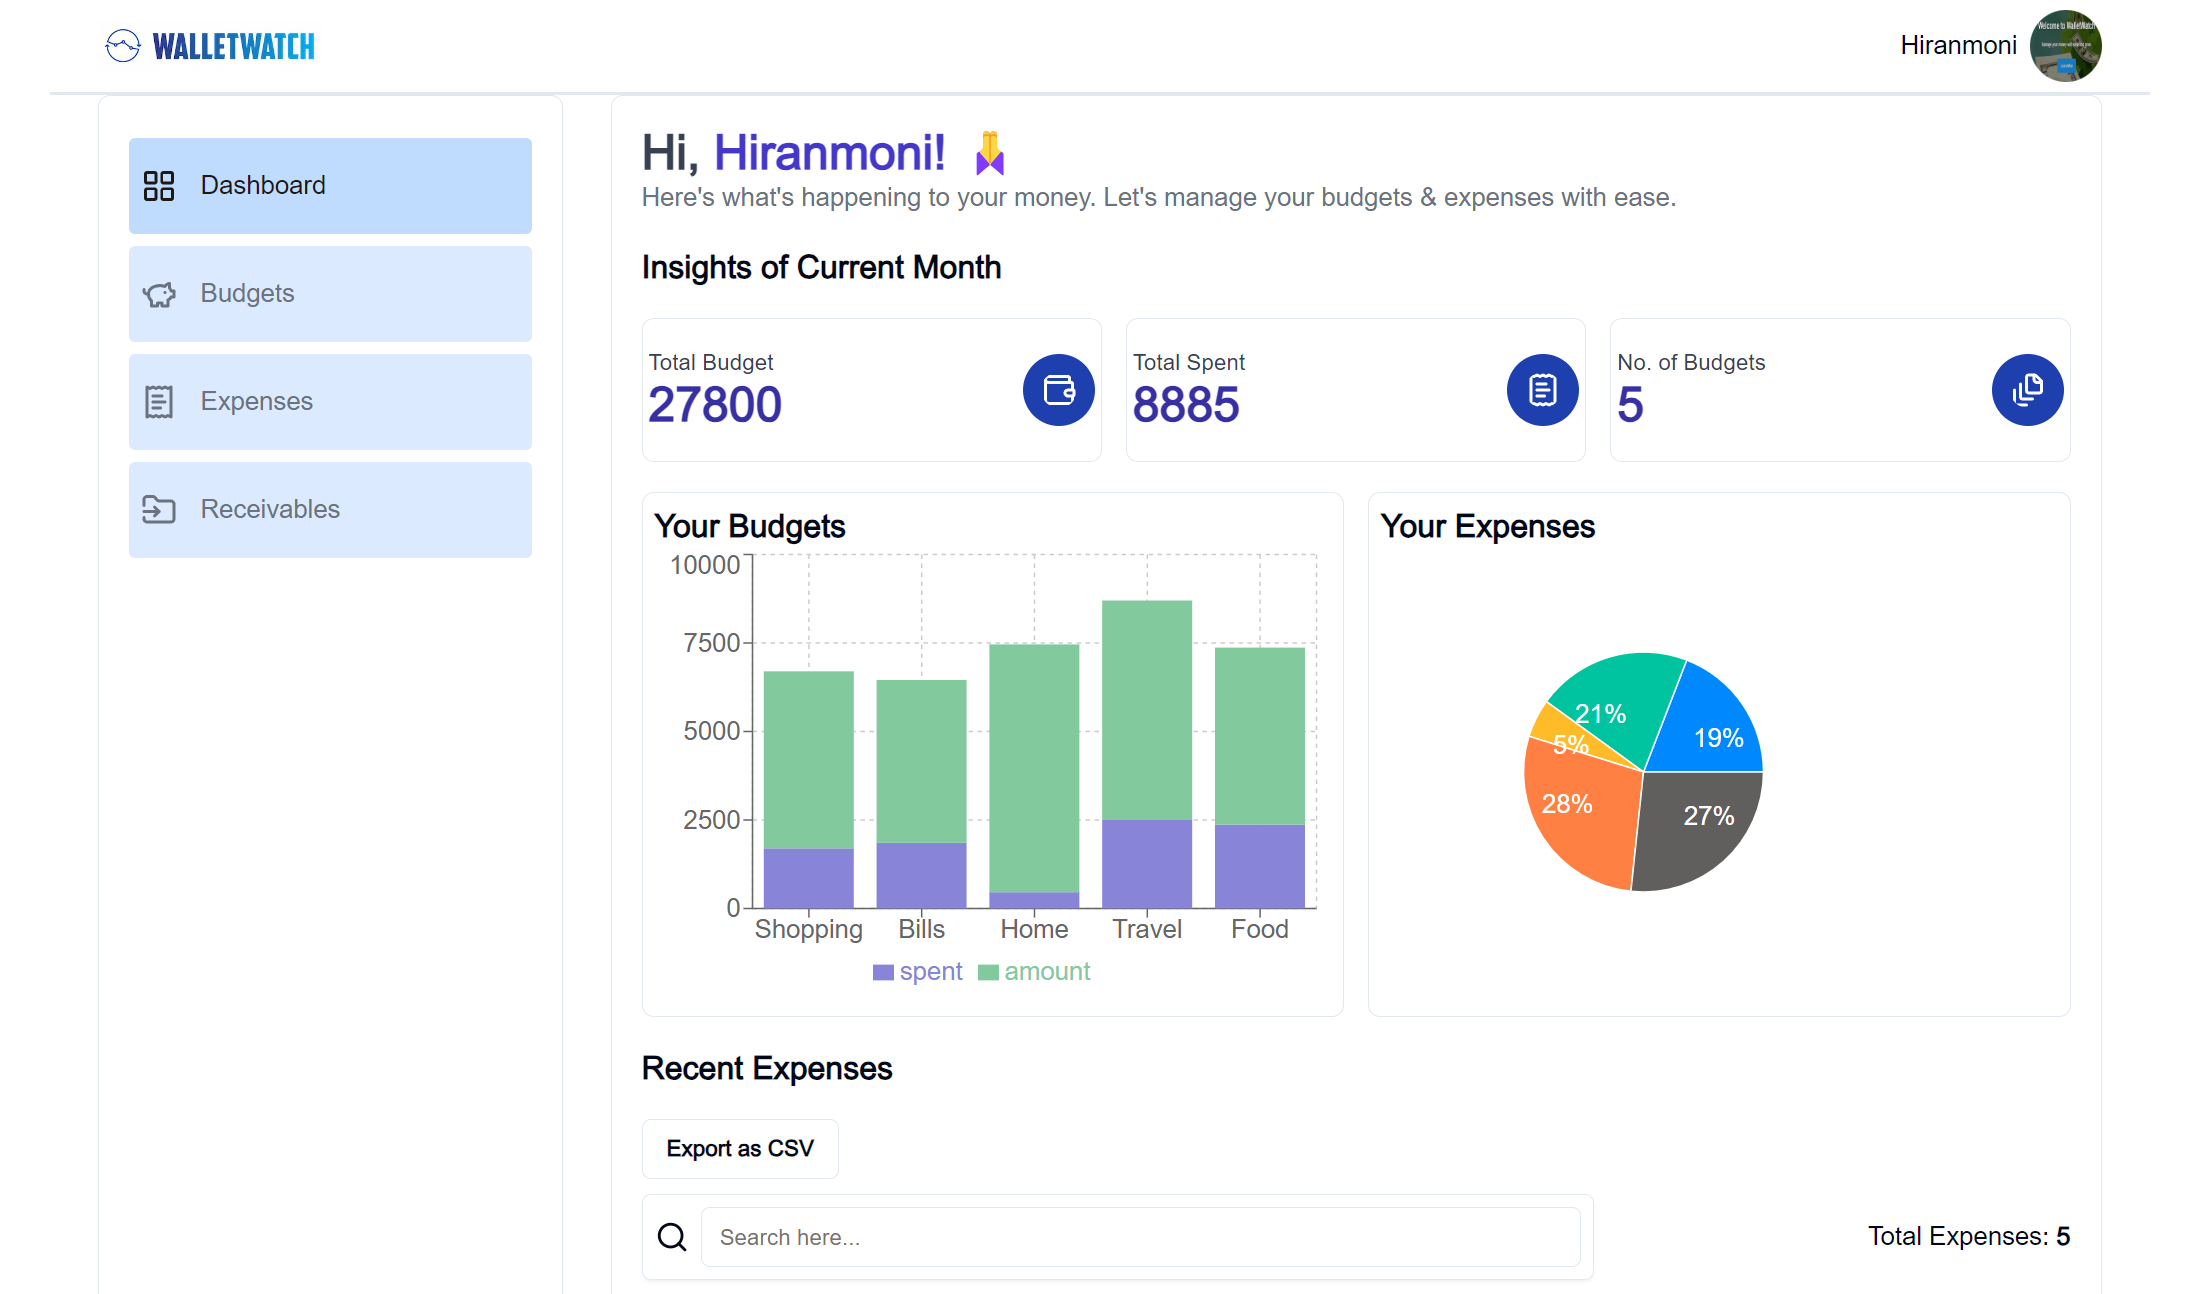 WALLETWATCH
Hiranmoni
Welcome to WalletWatch
Dashboard
Budgets
Expenses
Receivables
Hi, Hiranmoni!
Here's what's happening to your money. Let's manage your budgets & expenses with ease.
Insights of Current Month
Total Budget
27800
Total Spent
8885
No. of Budgets
5
Your Budgets
10000
7500
5000
2500
0
Shopping Bills Home Travel Food
spent amount
Your Expenses
21%
19%
5%
28%
27%
Recent Expenses
Export as CSV
Search here...
Total Expenses: 5